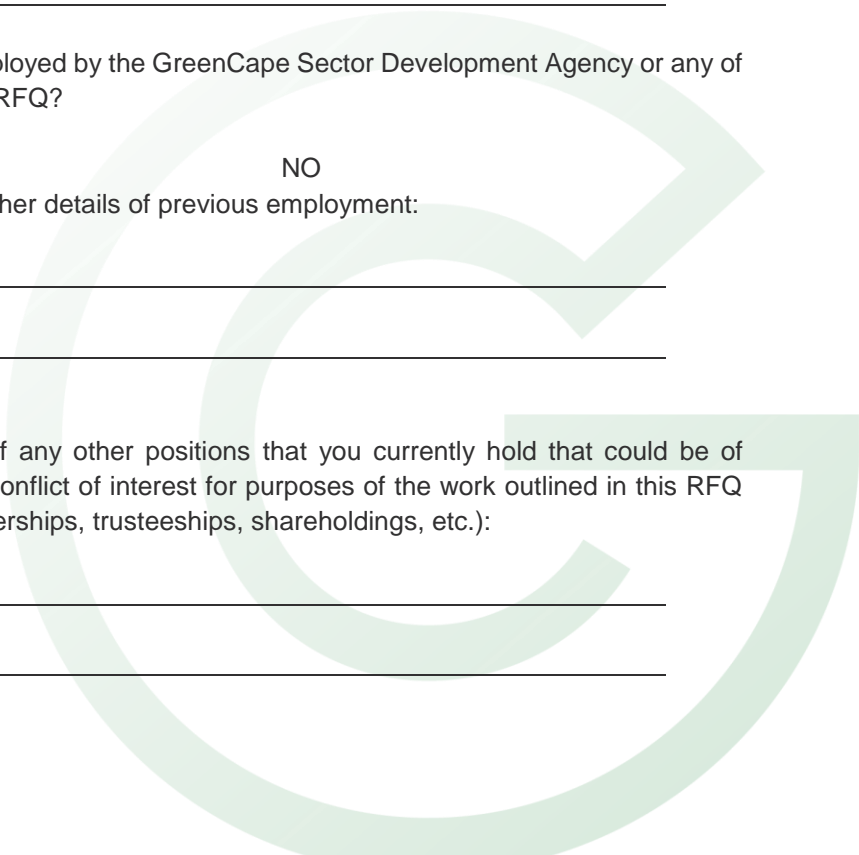 ployed by the GreenCape Sector Development Agency or any of
RFQ?
NO
her details of previous employment:
f any other positions that you currently hold that could be of
onflict of interest for purposes of the work outlined in this RFQ
erships, trusteeships, shareholdings, etc.):